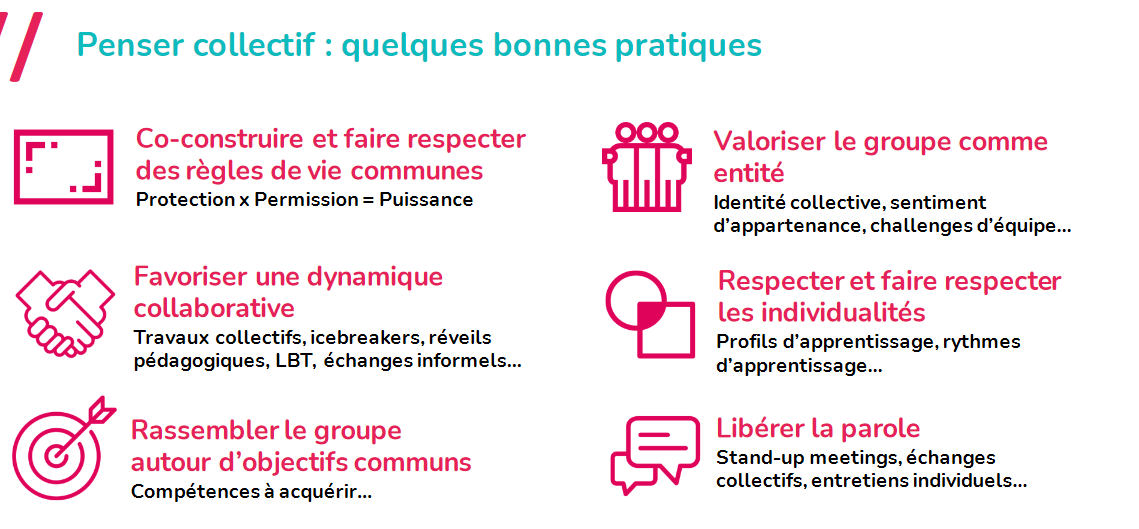 Penser collectif : quelques bonnes pratiques
Co-construire et faire respecter
des règles de vie communes
Protection x Permission = Puissance
Favoriser une dynamique
collaborative
Travaux collectifs, icebreakers, réveils
pédagogiques, LBT, échanges informels...
Rassembler le groupe
autour d’objectifs communs
Compétences à acquérir...
Valoriser le groupe comme
entité
Identité collective, sentiment
d’appartenance, challenges d’équipe...
Respecter et faire respecter
les individualités
Profils d’apprentissage, rythmes
d’apprentissage...
Libérer la parole
Stand-up meetings, échanges
collectifs, entretiens individuels...